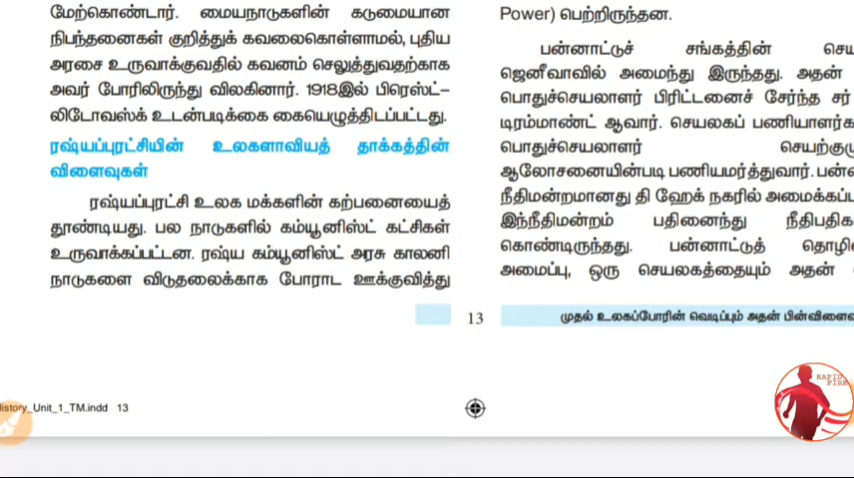 மேற்கொண்டார். மையநாடுகளின் கடுமையான
நிபந்தனைகள் குறித்துக் கவலைகொள்ளாமல், புதிய
அரசை உருவாக்குவதில் கவனம் செலுத்துவதற்காக
அவர் போரிலிருந்து விலகினார். 1918இல் பிரெஸ்ட்–
லிடோவஸ்க் உடன்படிக்கை கையெழுத்திடப்பட்டது.
ரஷ்யப்புரட்சியின் உலகளாவியத் தாக்கத்தின்
விளைவுகள்
ரஷ்யப்புரட்சி உலக மக்களின் கற்பனையைத்
தூண்டியது. பல நாடுகளில் கம்யூனிஸ்ட் கட்சிகள்
உருவாக்கப்பட்டன. ரஷ்ய கம்யூனிஸ்ட் அரசு காலனி
நாடுகளை விடுதலைக்காக போராட ஊக்குவித்து
Power) பெற்றிருந்தன.
பன்னாட்டுச் சங்கத்தின் செய
ஜெனீவாவில் அமைந்து இருந்தது. அதன்
பொதுச்செயலாளர் பிரிட்டனைச் சேர்ந்த சர்
டிரம்மாண்ட் ஆவார். செயலகப் பணியாளர்க
பொதுச்செயலாளர் செயற்குழு
ஆலோசனையின்படி பணியமர்த்துவார். பன்ன
நீதிமன்றமானது தி ஹேக் நகரில் அமைக்கப்ப
இந்நீதிமன்றம் பதினைந்து நீதிபதிக
கொண்டிருந்தது. பன்னாட்டுத் தொழில
அமைப்பு, ஒரு செயலகத்தையும் அதன்
13 முதல் உலகப்போரின் வெடிப்பும் அதன் பின்விளைவு
History_Unit_1_TM.indd 13
RAPID
FIRE